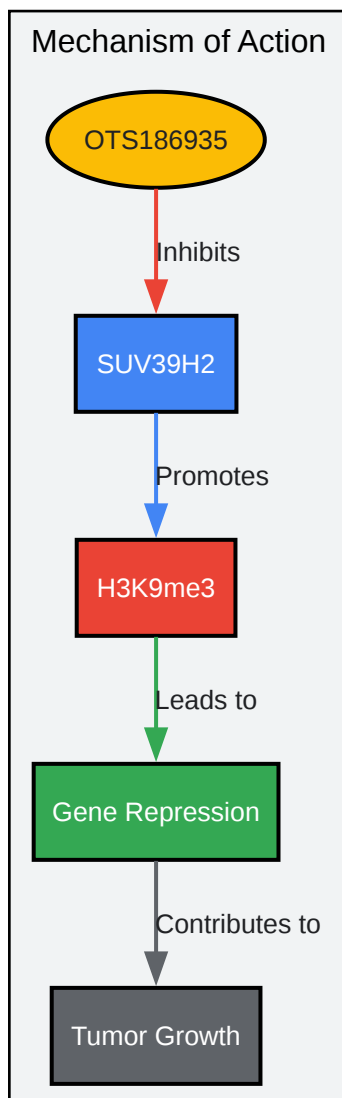 Mechanism of Action
OTS186935
Inhibits
SUV39H2
Promotes
H3K9me3
Leads to
Gene Repression
Contributes to
Tumor Growth